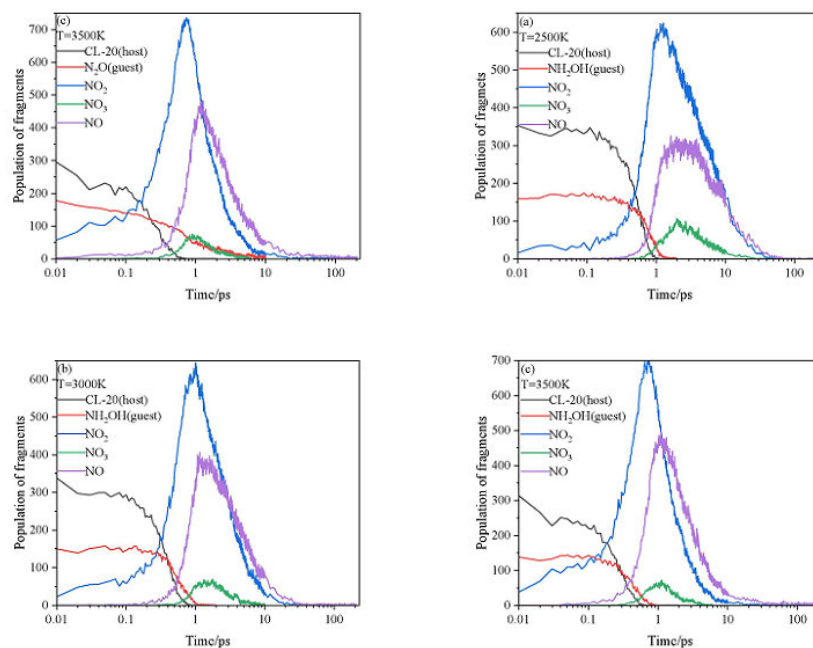 (c)
T=3500K
CL-20(host)
N₂O(guest)
NO₂
NO₃
NO
Population of fragments
700
600
500
400
300
200
100
0
0.01 0.1 1 10 100
Time/ps
(a)
T=2500K
CL-20(host)
NH₂OH(guest)
NO₂
NO₃
NO
Population of fragmets
600
500
400
300
200
100
0
0.01 0.1 1 10 100
Time/ps
(b)
T=3000K
CL-20(host)
NH₂OH(guest)
NO₂
NO₃
NO
Population of fragments
600
500
400
300
200
100
0
0.01 0.1 1 10 100
Time/ps
(c)
T=3500K
CL-20(host)
NH₂OH(guest)
NO₂
NO₃
NO
Population of fragments
700
600
500
400
300
200
100
0
0.01 0.1 1 10 100
Time/ps